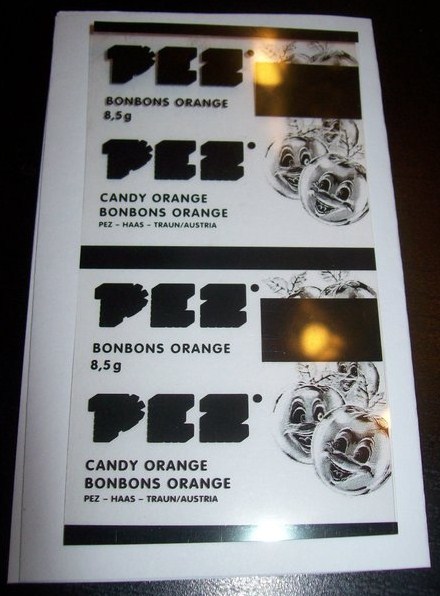 PEZ
BONBONS ORANGE
8,5g
PEZ
CANDY ORANGE
BONBONS ORANGE
PEZ – HAAS – TRAUN/AUSTRIA
PEZ
BONBONS ORANGE
8,5g
PEZ
CANDY ORANGE
BONBONS ORANGE
PEZ – HAAS – TRAUN/AUSTRIA